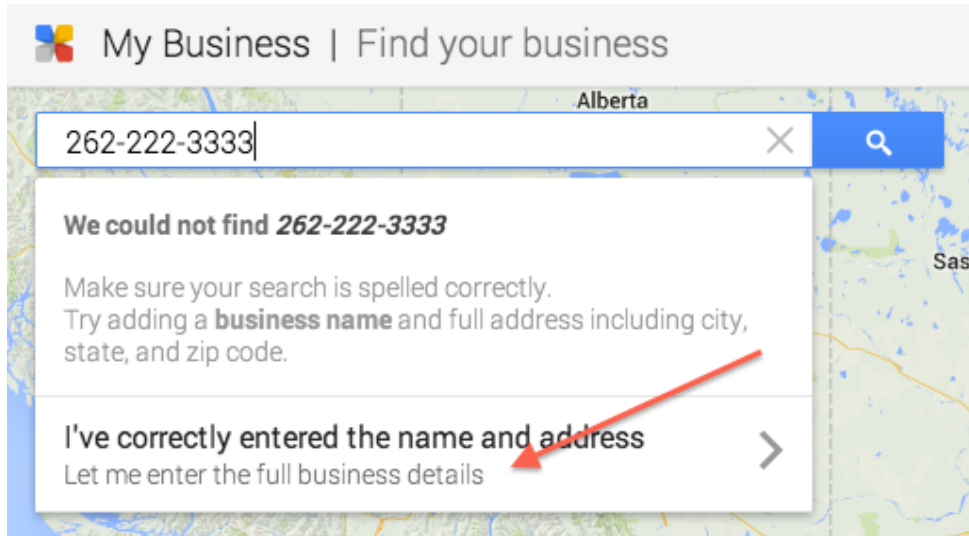 My Business | Find your business
Alberta
262-222-3333
We could not find 262-222-3333
Sas
Make sure your search is spelled correctly.
Try adding a business name and full address including city,
state, and zip code.
I've correctly entered the name and address
Let me enter the full business details